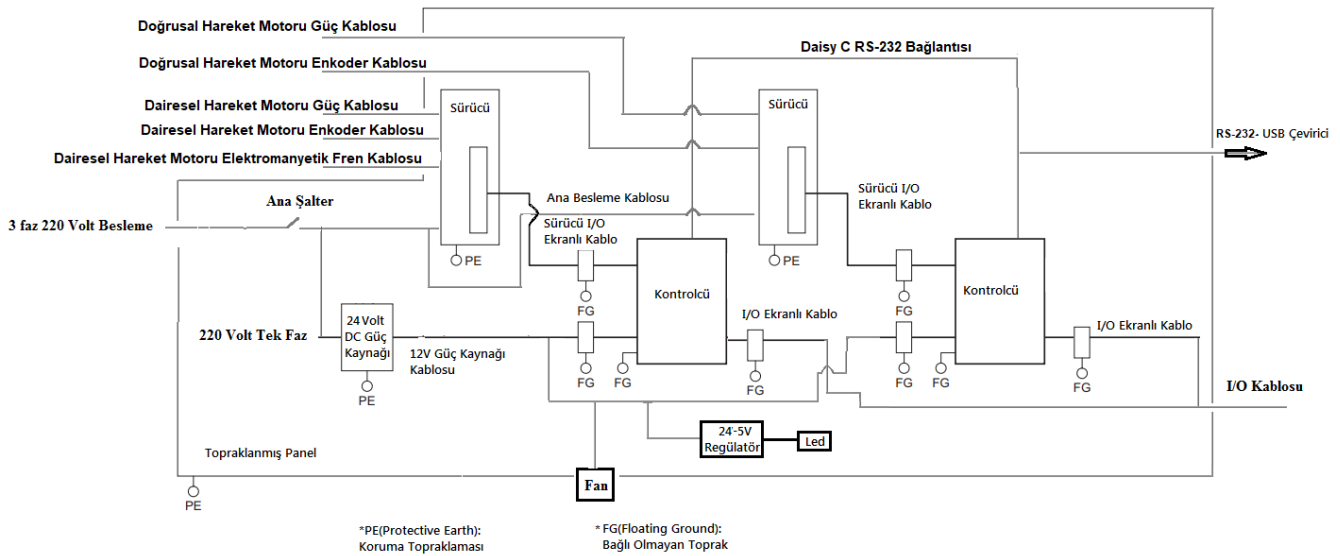 Doğrusal Hareket Motoru Güç Kablosu
Daisy C RS-232 Bağlantısı
Doğrusal Hareket Motoru Enkoder Kablosu
Dairesel Hareket Motoru Güç Kablosu
Sürücü
Sürücü
Dairesel Hareket Motoru Enkoder Kablosu
RS-232- USB Çevirici
Dairesel Hareket Motoru Elektromanyetik Fren Kablosu
Ana Şalter
Ana Besleme Kablosu
Sürücü I/O
Ekranlı Kablo
3 faz 220 Volt Besleme
Sürücü I/O
Ekranlı Kablo
PE
PE
Kontrolcü
Kontrolcü
FG
FG
24Volt
DC Güç
Kaynağı
220 Volt Tek Faz
I/O Ekranlı Kablo
I/O Ekranlı Kablo
12V Güç Kaynağı
Kablosu
PE
FG
FG
FG
FG
FG
FG
I/O Kablosu
24-5V
Regülatör
Led
Topraklanmış Panel
PE
Fan
*PE(Protective Earth):
Koruma Topraklaması
*FG(Floating Ground):
Bağlı Olmayan Toprak